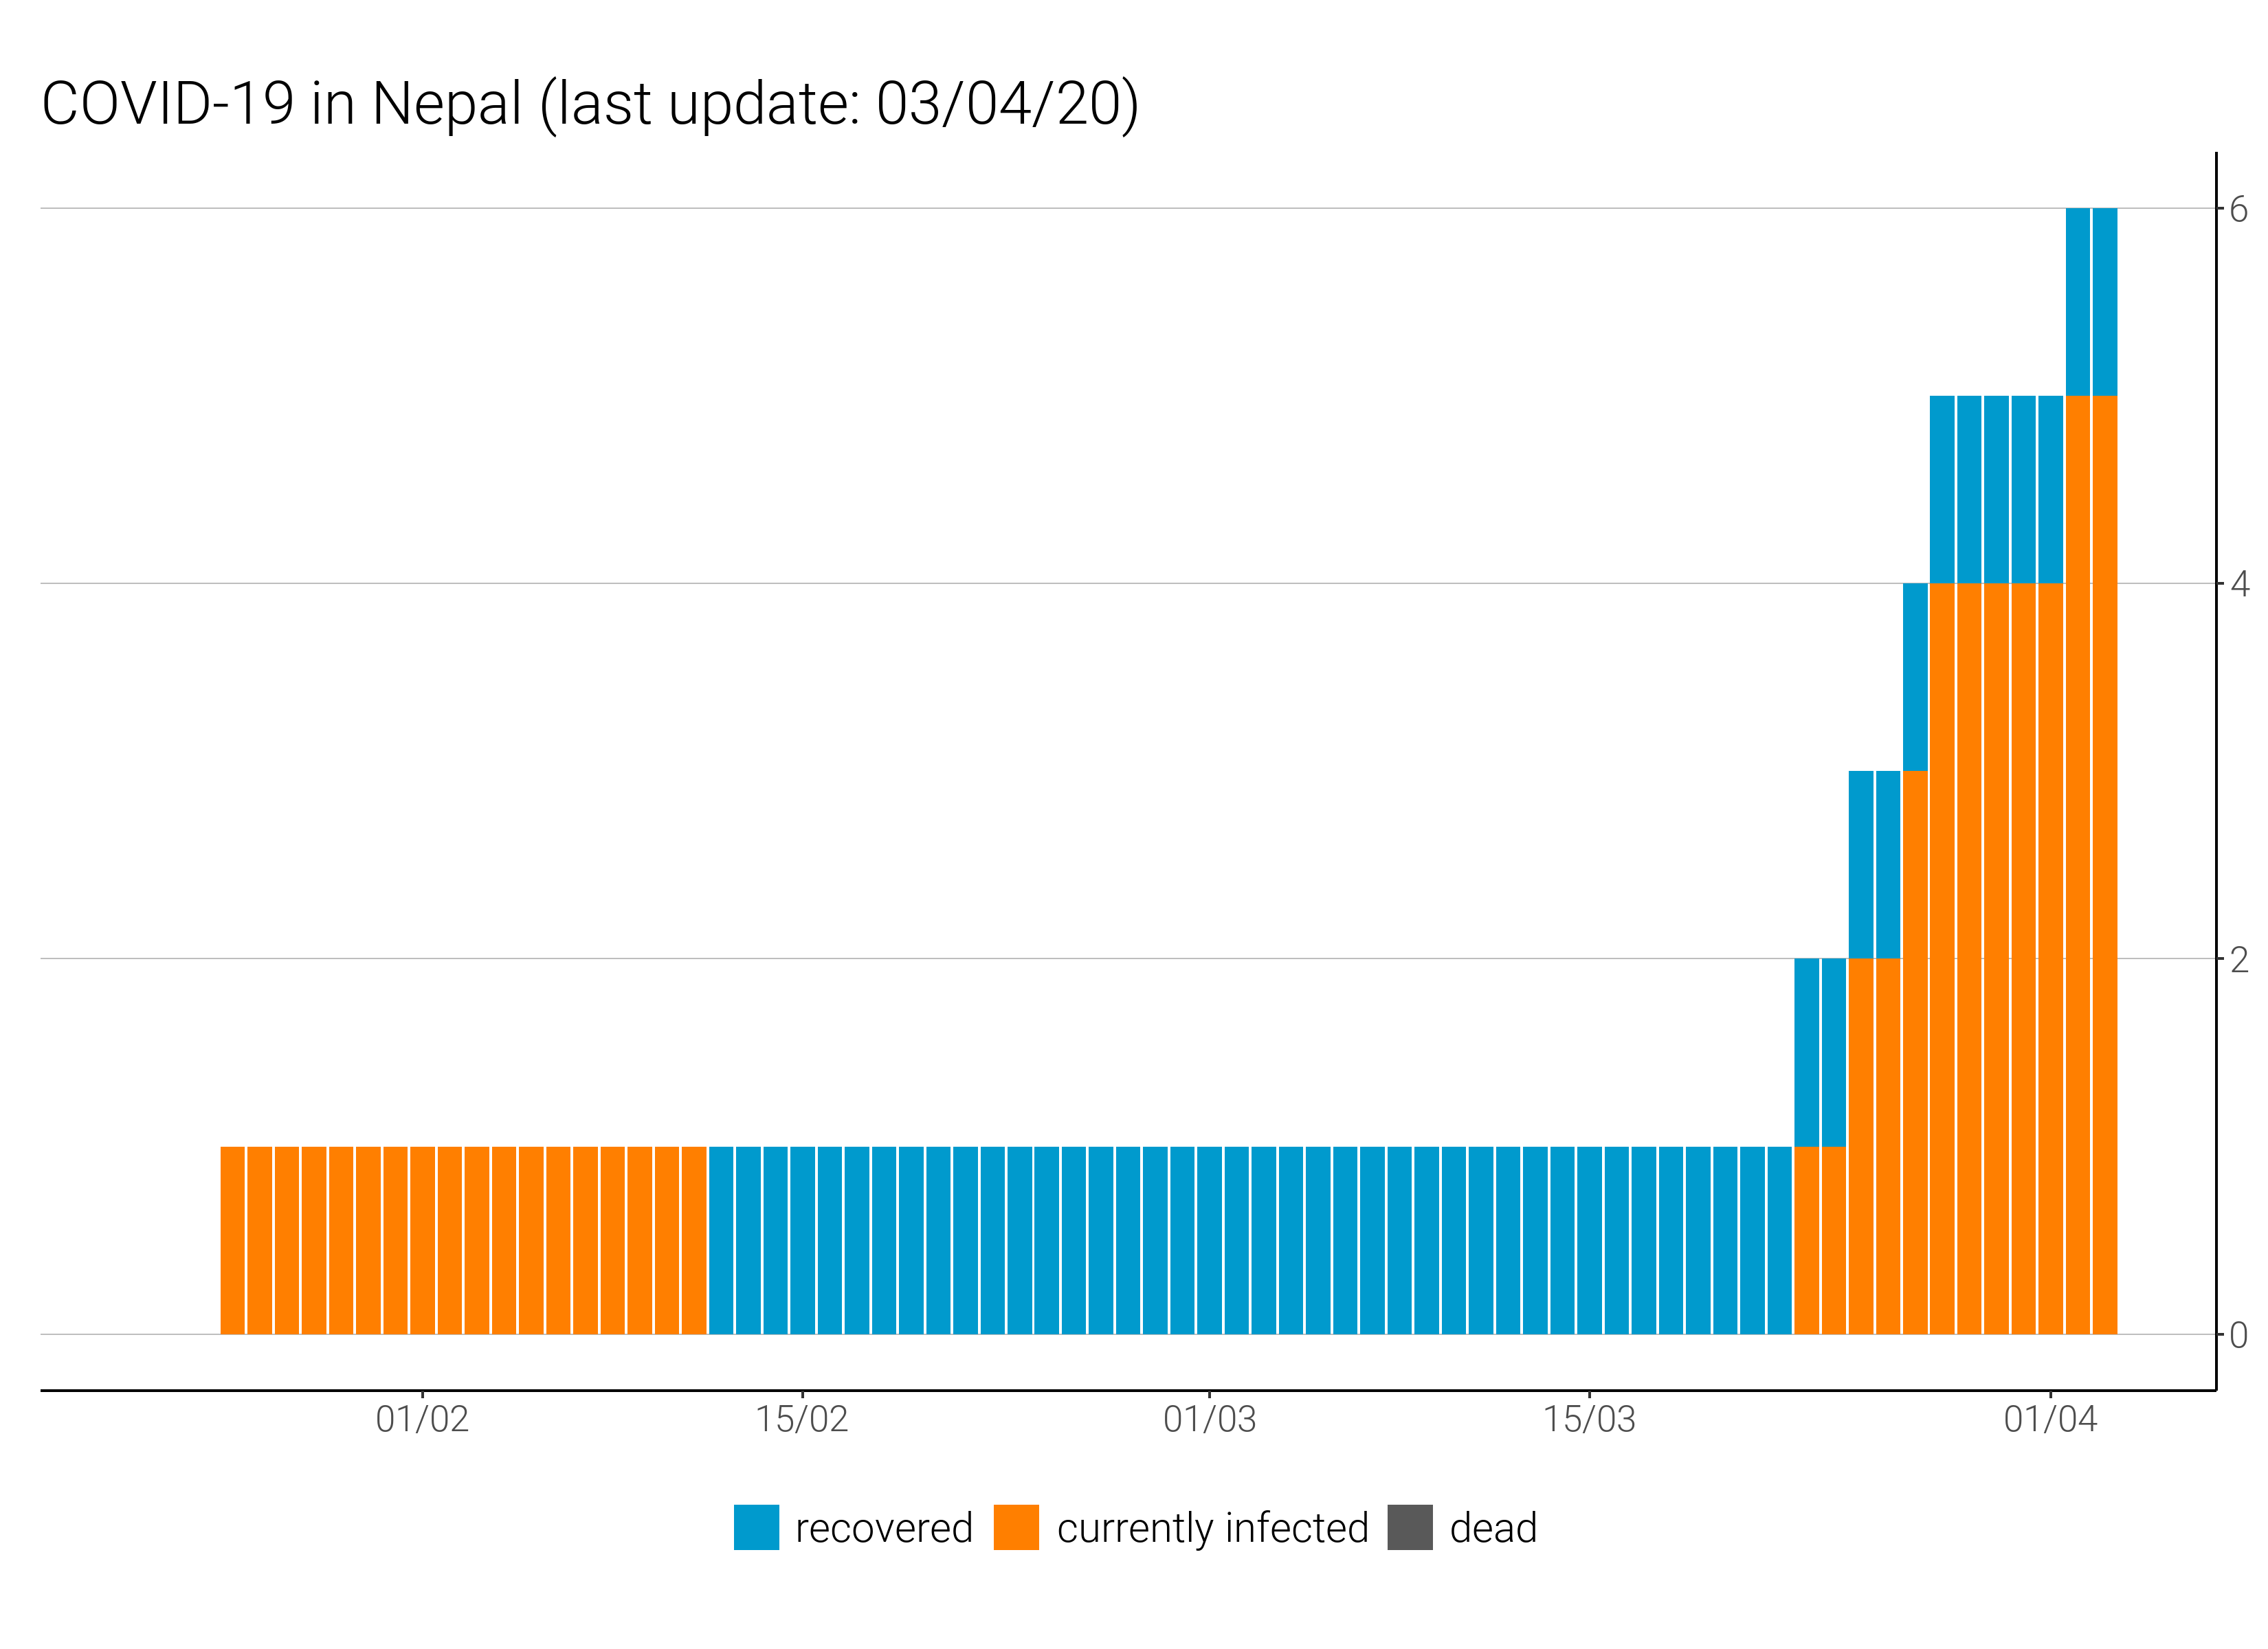 COVID-19 in Nepal (last update: 03/04/20)
6
4
2
0
01/02 15/02 01/03 15/03 01/04
recovered currently infected dead